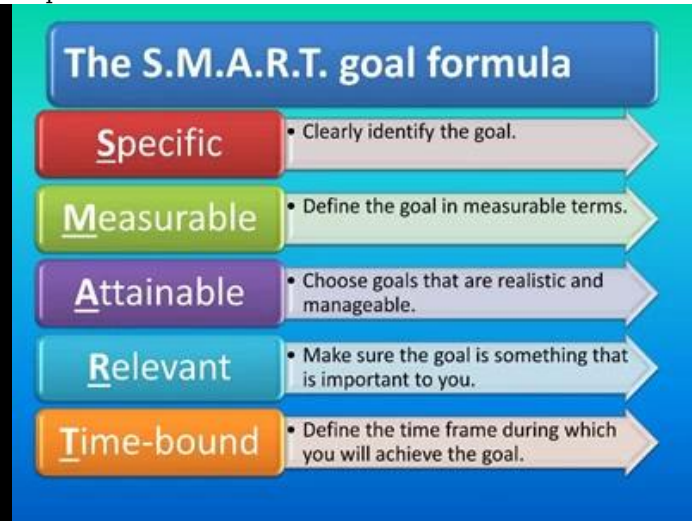 The S.M.A.R.T. goal formula
Specific
• Clearly identify the goal.
Measurable
• Define the goal in measurable terms.
Attainable
• Choose goals that are realistic and
manageable.
Relevant
• Make sure the goal is something that
is important to you.
Time-bound
• Define the time frame during which
you will achieve the goal.